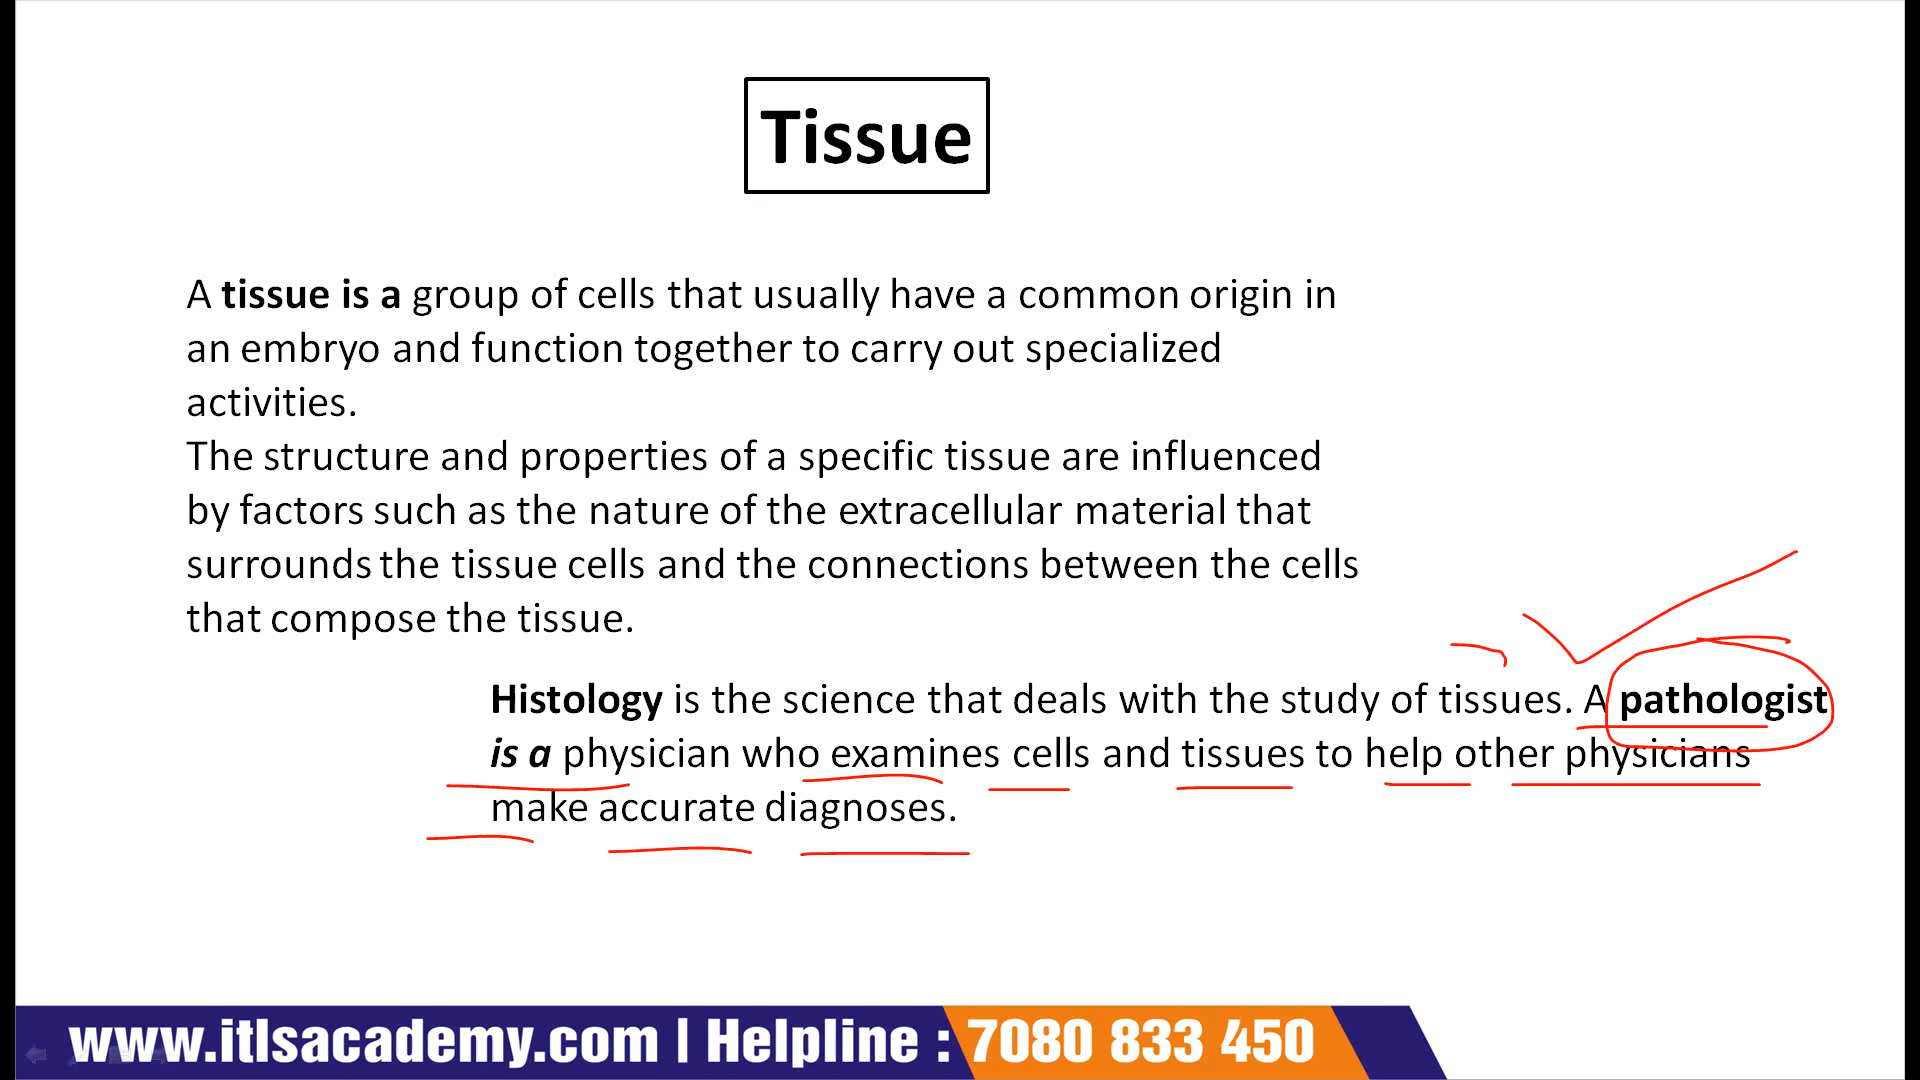 Tissue
A tissue is a group of cells that usually have a common origin in
an embryo and function together to carry out specialized
activities.
The structure and properties of a specific tissue are influenced
by factors such as the nature of the extracellular material that
surrounds the tissue cells and the connections between the cells
that compose the tissue.
Histology is the science that deals with the study of tissues. A pathologist
is a physician who examines cells and tissues to help other physicians
make accurate diagnoses.
www.itlsacademy.com | Helpline : 7080 833 450